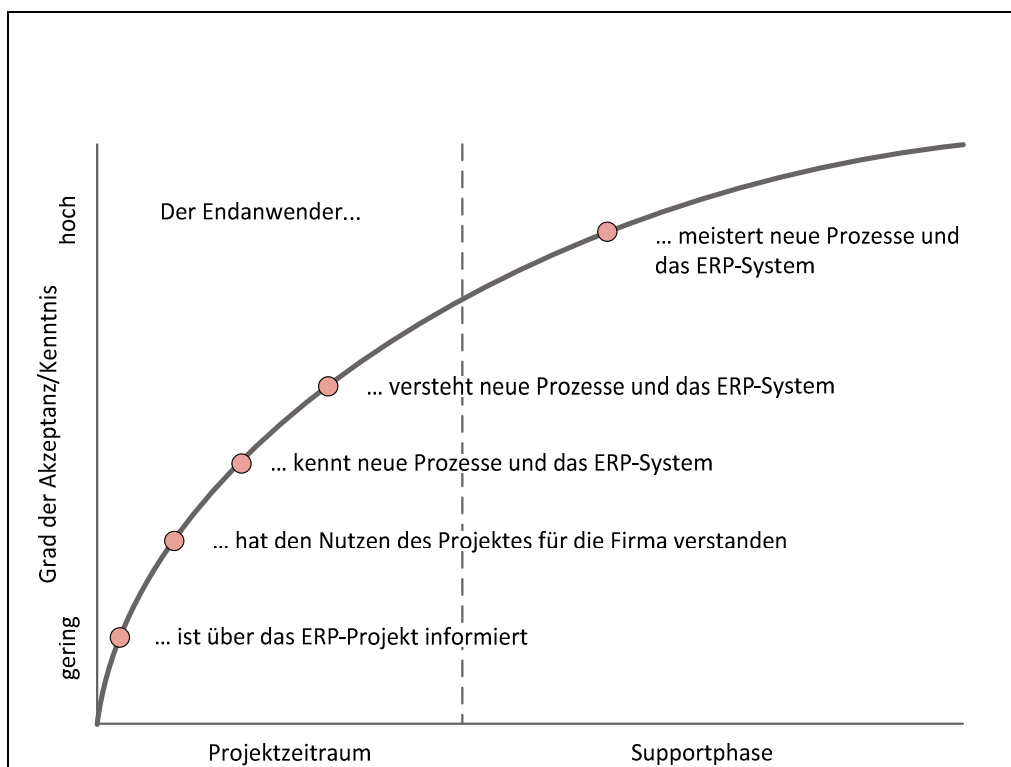 Der Endanwender...
... meistert neue Prozesse und
das ERP-System
... versteht neue Prozesse und das ERP-System
... kennt neue Prozesse und das ERP-System
... hat den Nutzen des Projektes für die Firma verstanden
... ist über das ERP-Projekt informiert
hoch
Grad der Akzeptanz/Kenntnis
gering
Projektzeitraum
Supportphase